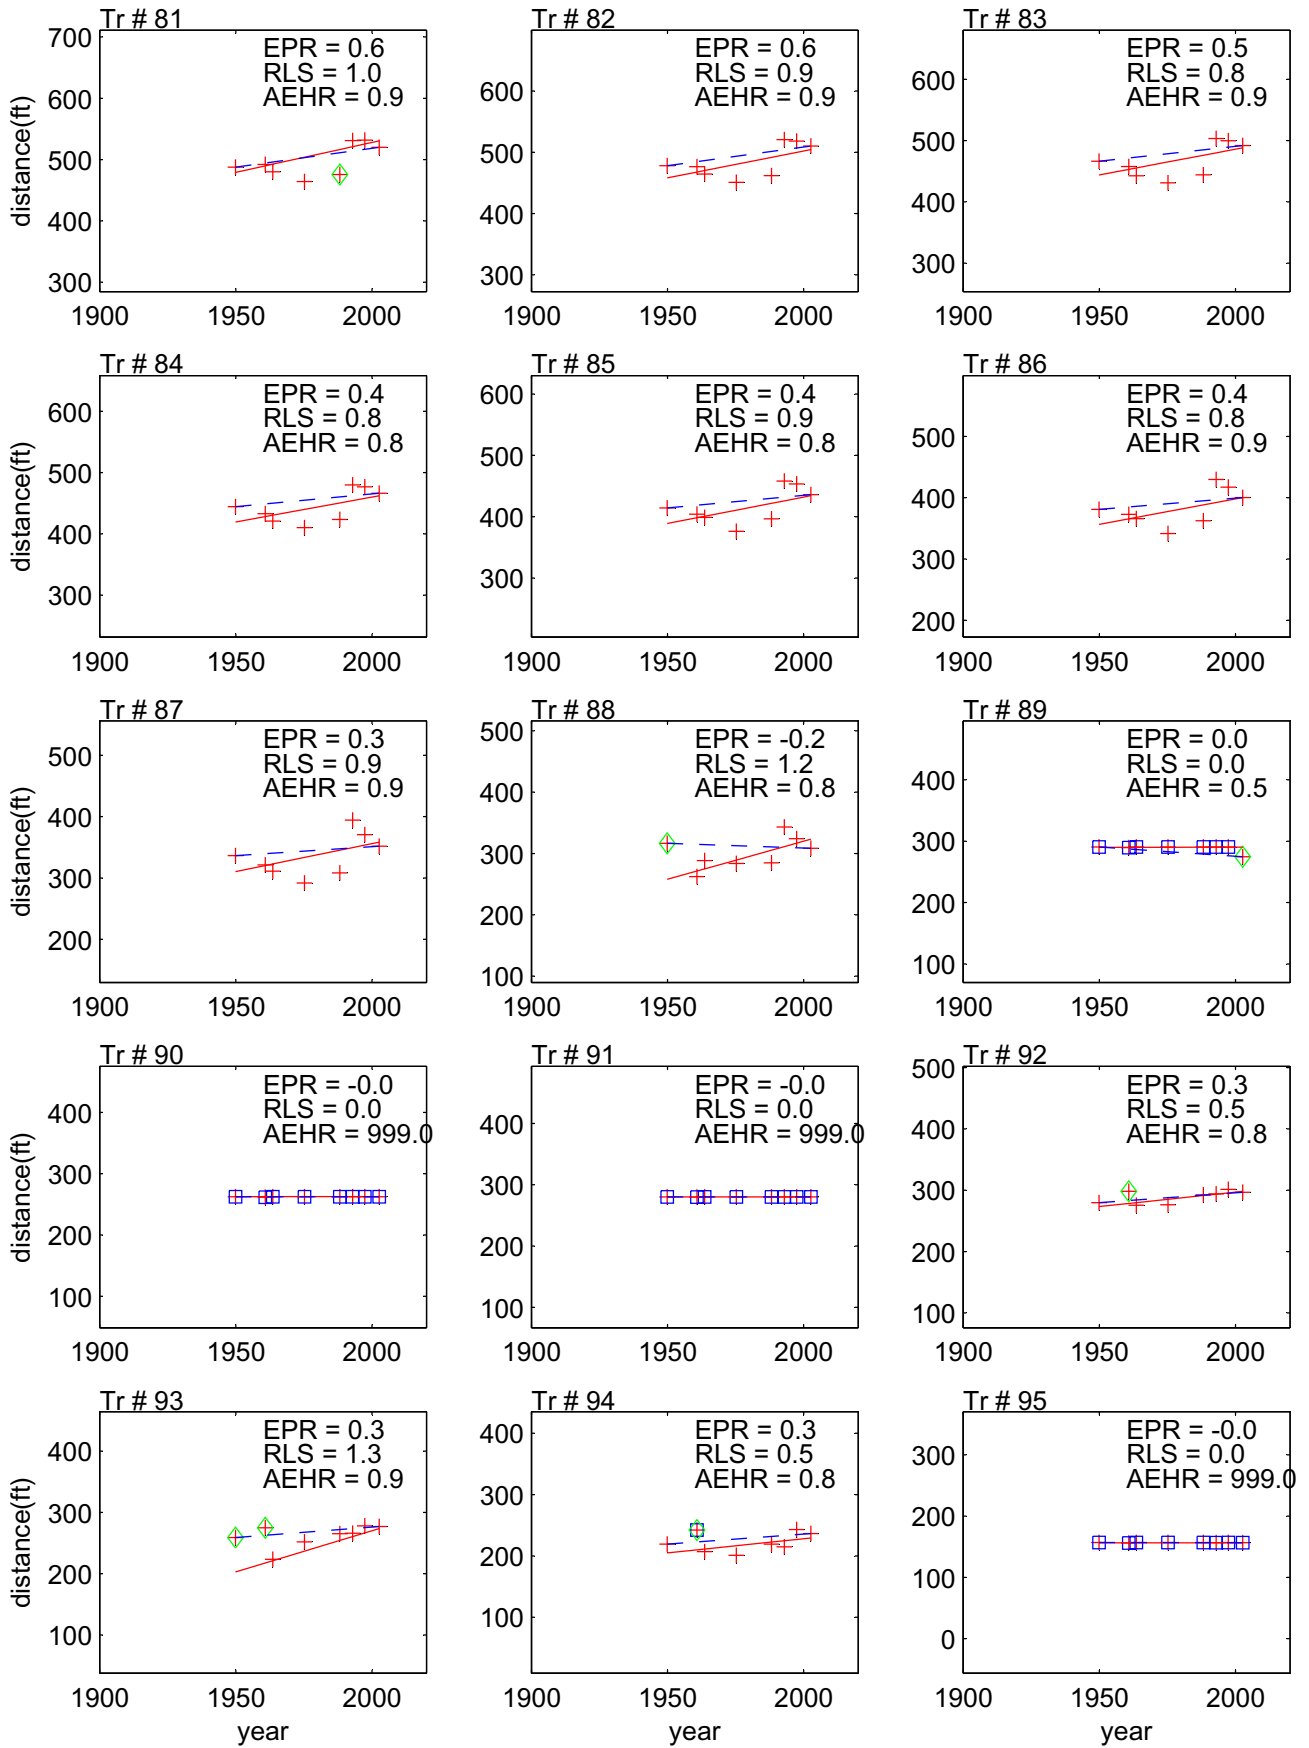 Tr # 81
EPR = 0.6
RLS = 1.0
AEHR = 0.9
700
600
500
400
300
distance(ft)
1900 1950 2000
Tr # 82
EPR = 0.6
RLS = 0.9
AEHR = 0.9
600
500
400
300
1900 1950 2000
Tr # 83
EPR = 0.5
RLS = 0.8
AEHR = 0.9
600
500
400
300
1900 1950 2000
Tr # 84
EPR = 0.4
RLS = 0.8
AEHR = 0.8
600
500
400
300
distance(ft)
1900 1950 2000
Tr # 85
EPR = 0.4
RLS = 0.9
AEHR = 0.8
600
500
400
300
1900 1950 2000
Tr # 86
EPR = 0.4
RLS = 0.8
AEHR = 0.9
500
400
300
200
1900 1950 2000
Tr # 87
EPR = 0.3
RLS = 0.9
AEHR = 0.9
500
400
300
200
distance(ft)
1900 1950 2000
Tr # 88
EPR = -0.2
RLS = 1.2
AEHR = 0.8
500
400
300
200
100
1900 1950 2000
Tr # 89
EPR = 0.0
RLS = 0.0
AEHR = 0.5
400
300
200
100
1900 1950 2000
Tr # 90
EPR = -0.0
RLS = 0.0
AEHR = 999.0
400
300
200
100
distance(ft)
1900 1950 2000
Tr # 91
EPR = -0.0
RLS = 0.0
AEHR = 999.0
400
300
200
100
1900 1950 2000
Tr # 92
EPR = 0.3
RLS = 0.5
AEHR = 0.8
500
400
300
200
100
1900 1950 2000
Tr # 93
EPR = 0.3
RLS = 1.3
AEHR = 0.9
400
300
200
100
distance(ft)
1900 1950 2000
year
Tr # 94
EPR = 0.3
RLS = 0.5
AEHR = 0.8
400
300
200
100
1900 1950 2000
year
Tr # 95
EPR = -0.0
RLS = 0.0
AEHR = 999.0
300
200
100
0
1900 1950 2000
year